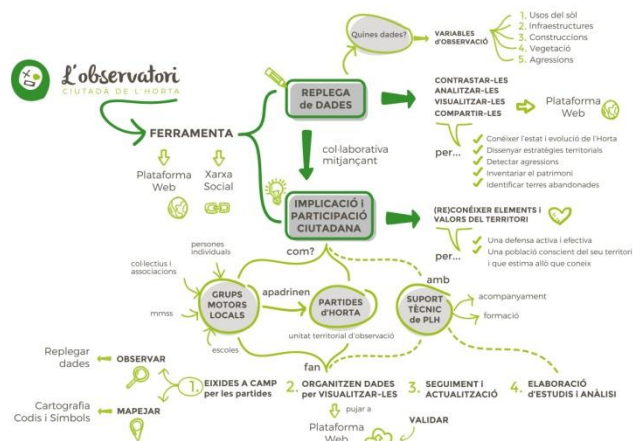 L'observatori
CIUTADÀ DE L'HORTA
FERRAMENTA
Plataforma
Web
Xarxa
Social
REPLEGA
de DADES
Quines dades?
VARIABLES
d'OBSERVACIÓ
1. Usos del sòl
2. Infraestructures
3. Construccions
4. Vegetació
5. Agressions
CONTRASTAR-LES
ANALITZAR-LES
VISUALITZAR-LES
COMPARTIR-LES
Plataforma
Web
per...
Conéixer l'estat i evolució de l'Horta
Dissenyar estratègies territorials
Detectar agressions
Inventariar el patrimoni
Identificar terres abandonades
col·laborativa
mitjançant
IMPLICACIÓ i
PARTICIPACIÓ
CIUTADANA
(RE)CONÉIXER ELEMENTS i
VALORS DEL TERRITORI
per...
Una defensa activa i efectiva
Una població conscient del seu territori
i que estima allò que coneix
com?
persones
individuals
col·lectius i
associacions
mmss
escoles
GRUPS
MOTORS
LOCALS
apadrinen
PARTIDES
d'HORTA
unitat territorial d'observació
amb
SUPORT
TÈCNIC
de PLH
acompanyament
formació
fan
Replegar
dades
OBSERVAR
Cartografia
Codis i Símbols
MAPEJAR
1. EIXIDES A CAMP
per les partides
2. ORGANITZEN DADES
per VISUALITZAR-LES
pujar a
Plataforma
Web
VALIDAR
3. SEGUIMENT i
ACTUALITZACIÓ
4. ELABORACIÓ
d'ESTUDIS i ANÀLISI